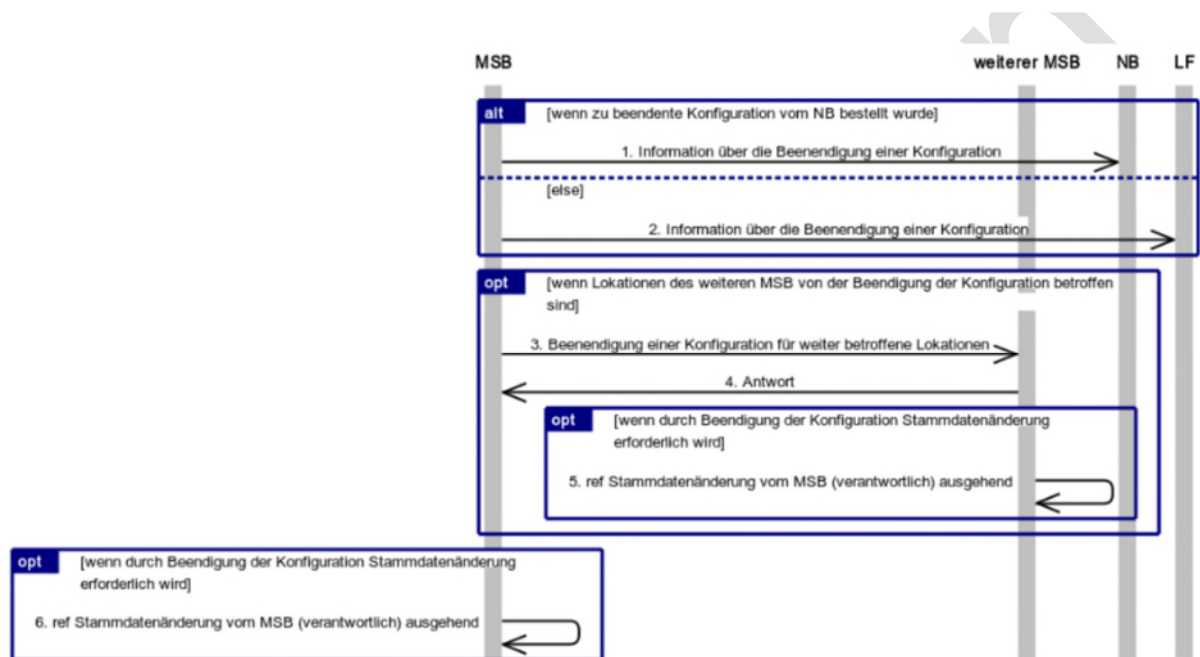 MSB weiterer MSB NB LF
alt [wenn zu beendente Konfiguration vom NB bestellt wurde]
1. Information über die Beenendigung einer Konfiguration
[else]
2. Information über die Beenendigung einer Konfiguration
opt [wenn Lokationen des weiteren MSB von der Beendigung der Konfiguration betroffen
sind]
3. Beenendigung einer Konfiguration für weiter betroffene Lokationen
4. Antwort
opt [wenn durch Beendigung der Konfiguration Stammdatenänderung
erforderlich wird]
5. ref Stammdatenänderung vom MSB (verantwortlich) ausgehend
opt [wenn durch Beendigung der Konfiguration Stammdatenänderung
erforderlich wird]
6. ref Stammdatenänderung vom MSB (verantwortlich) ausgehend